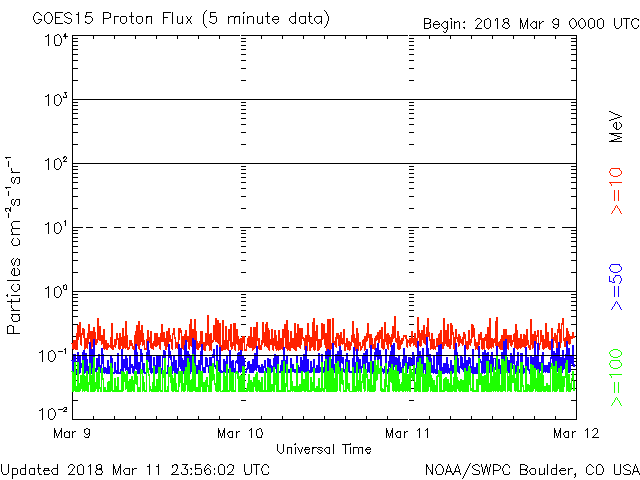 GOES15 Proton Flux (5 minute data)
Begin: 2018 Mar 9 0000 UTC
Particles cm⁻²s⁻¹sr⁻¹
10⁴
10³
10²
10¹
10⁰
10⁻¹
10⁻²
Mar 9
Mar 10
Mar 11
Mar 12
Universal Time
MeV
>=10
>=50
>=100
Updated 2018 Mar 11 23:56:02 UTC
NOAA/SWPC Boulder, CO USA